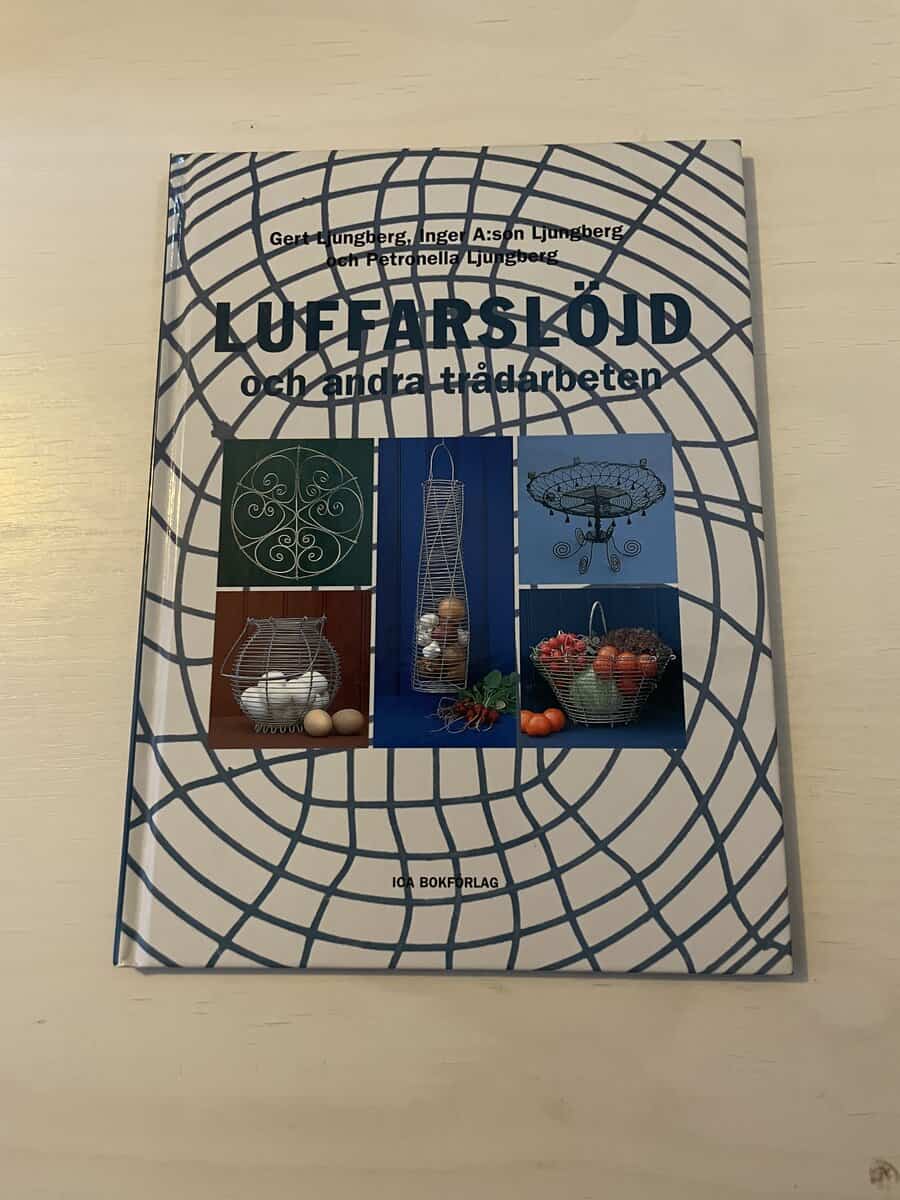 Gert Ljungberg, Inger A:son Ljungberg
och Petronella Ljungberg
LUFFARSLÖJD
och andra trådarbeten
ICA BOKFÖRLAG